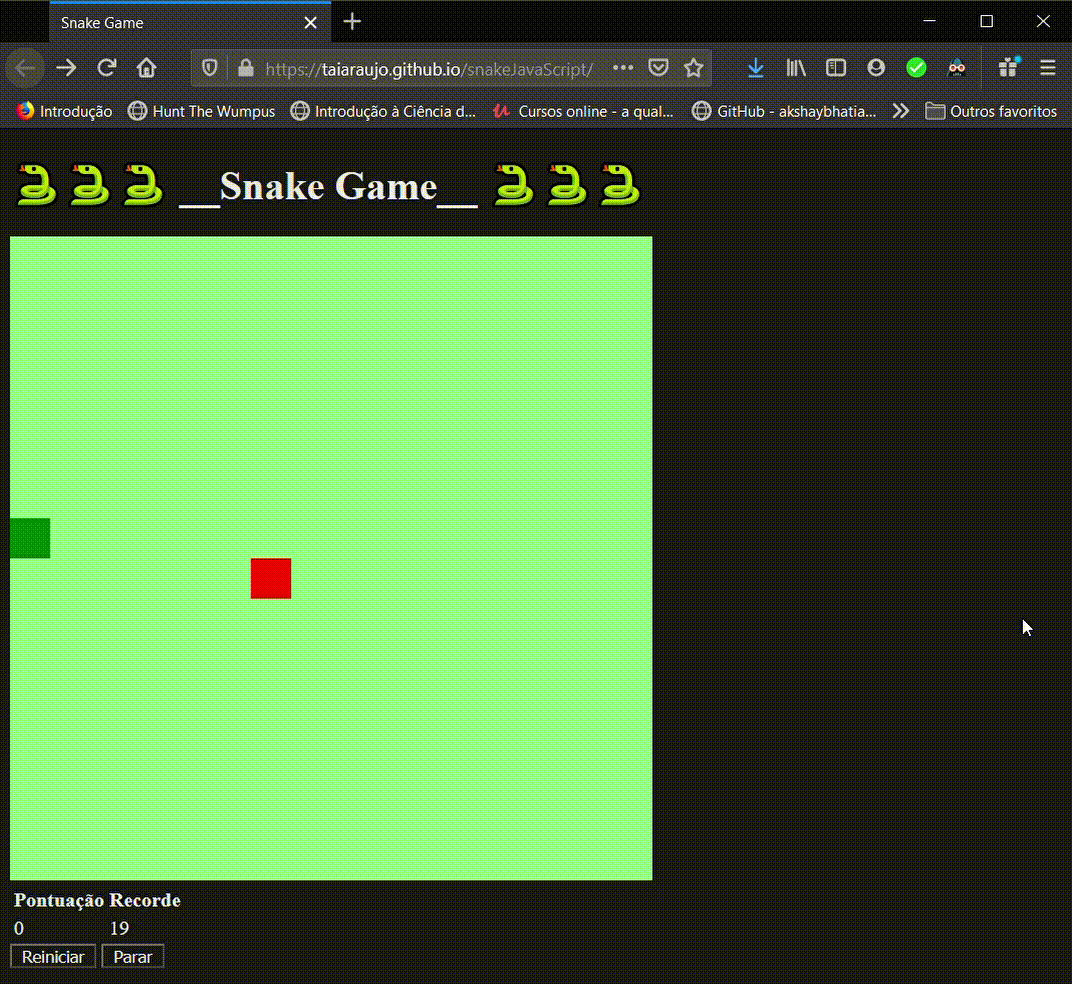 Snake Game
https://taiaraujo.github.io/snakeJavaScript/
Introdução Hunt The Wumpus Introdução à Ciência d... Cursos online - a qual... GitHub - akshaybhatia... Outros favoritos
__Snake Game__
Pontuação Recorde
0 19
Reiniciar Parar